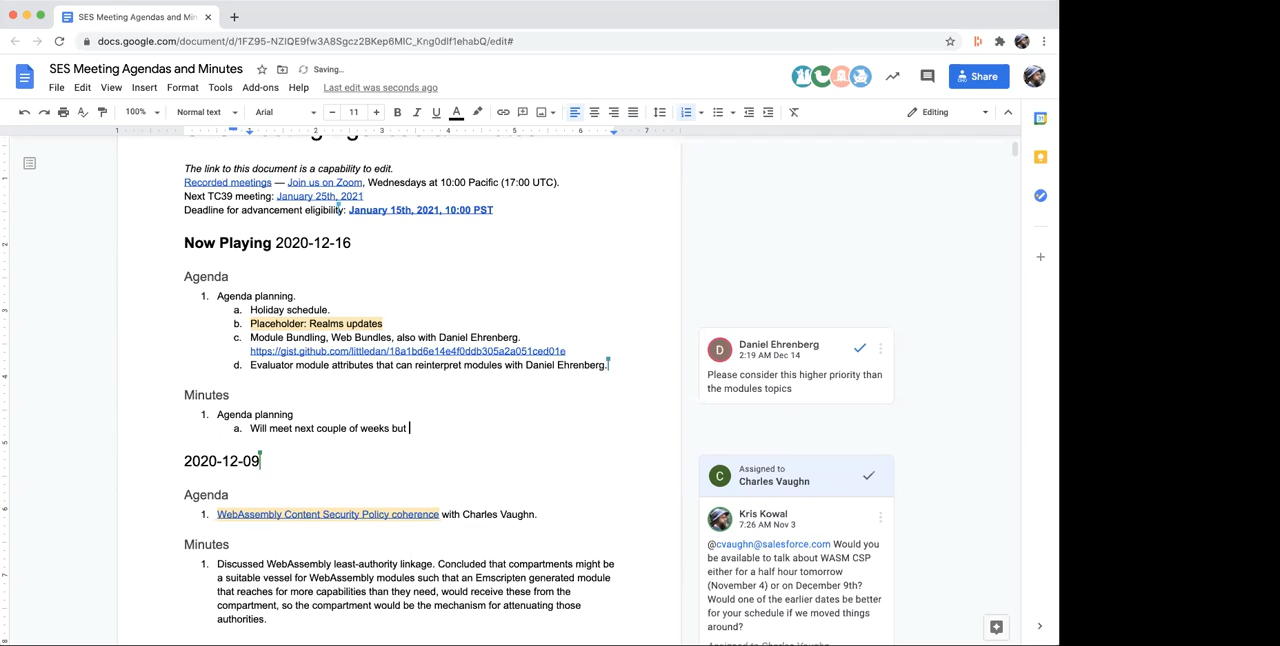 SES Meeting Agendas and Min
docs.google.com/document/d/1FZ95-NZIQE9fw3A8Sgcz2BKep6MIC_Kng0dlf1ehabQ/edit#
SES Meeting Agendas and Minutes
Saving...
File Edit View Insert Format Tools Add-ons Help Last edit was seconds ago
Share
100% Normal text Arial 11 B I U A Editing
1 1 2 3 4 5 6 7
The link to this document is a capability to edit.
Recorded meetings — Join us on Zoom, Wednesdays at 10:00 Pacific (17:00 UTC).
Next TC39 meeting: January 25th, 2021
Deadline for advancement eligibility: January 15th, 2021, 10:00 PST
Now Playing 2020-12-16
Agenda
1. Agenda planning.
a. Holiday schedule.
b. Placeholder: Realms updates
c. Module Bundling, Web Bundles, also with Daniel Ehrenberg.
https://gist.github.com/littledan/18a1bd6e14e4f0ddb305a2a051ced01e
d. Evaluator module attributes that can reinterpret modules with Daniel Ehrenberg.
Minutes
1. Agenda planning
a. Will meet next couple of weeks but
2020-12-09
Agenda
1. WebAssembly Content Security Policy coherence with Charles Vaughn.
Minutes
1. Discussed WebAssembly least-authority linkage. Concluded that compartments might be
a suitable vessel for WebAssembly modules such that an Emscripten generated module
that reaches for more capabilities than they need, would receive these from the
compartment, so the compartment would be the mechanism for attenuating those
authorities.
D
Daniel Ehrenberg
2:19 AM Dec 14
Please consider this higher priority than
the modules topics
C
Assigned to
Charles Vaughn
Kris Kowal
7:26 AM Nov 3
@cvaughn@salesforce.com Would you
be available to talk about WASM CSP
either for a half hour tomorrow
(November 4) or on December 9th?
Would one of the earlier dates be better
for your schedule if we moved things
around?
Assigned to Charles Vaughn